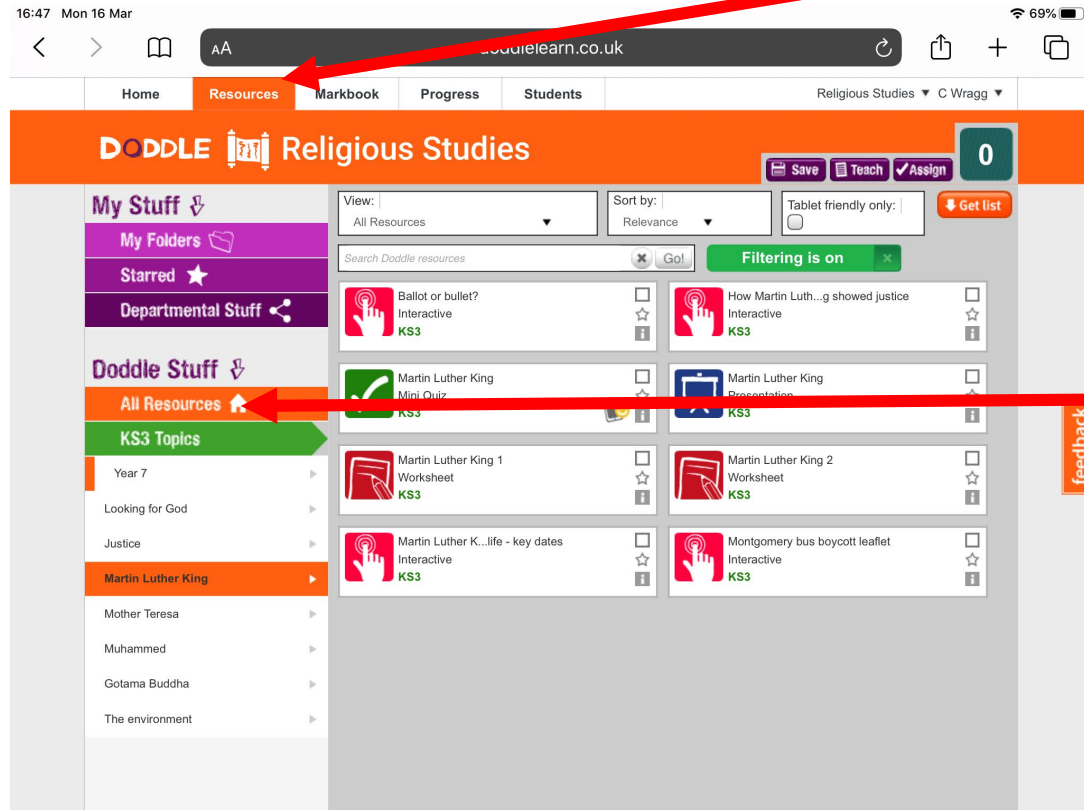 16:47 Mon 16 Mar
69%
AA
doddlelearn.co.uk
Home Resources Markbook Progress Students Religious Studies C Wragg
DODDLE Religious Studies
Save Teach Assign 0
My Stuff
My Folders
Starred
Departmental Stuff
Doddle Stuff
All Resources
KS3 Topics
Year 7
Looking for God
Justice
Martin Luther King
Mother Teresa
Muhammed
Gotama Buddha
The environment
View:
All Resources
Sort by:
Relevance
Tablet friendly only:
Get list
Search Doddle resources
Go!
Filtering is on
Ballot or bullet?
Interactive
KS3
How Martin Luth...g showed justice
Interactive
KS3
Martin Luther King
Mini Quiz
KS3
Martin Luther King
Presentation
KS3
Martin Luther King 1
Worksheet
KS3
Martin Luther King 2
Worksheet
KS3
Martin Luther K...life - key dates
Interactive
KS3
Montgomery bus boycott leaflet
Interactive
KS3
feedback